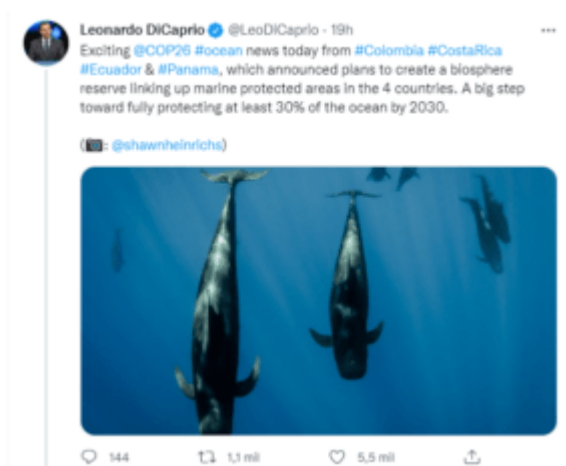 Leonardo DiCaprio @LeoDiCaprio · 19h
Exciting @COP26 #ocean news today from #Colombia #CostaRica
#Ecuador & #Panama, which announced plans to create a biosphere
reserve linking up marine protected areas in the 4 countries. A big step
toward fully protecting at least 30% of the ocean by 2030.
(📷: @shawnheinrichs)
144 1,1 mil 5,5 mil